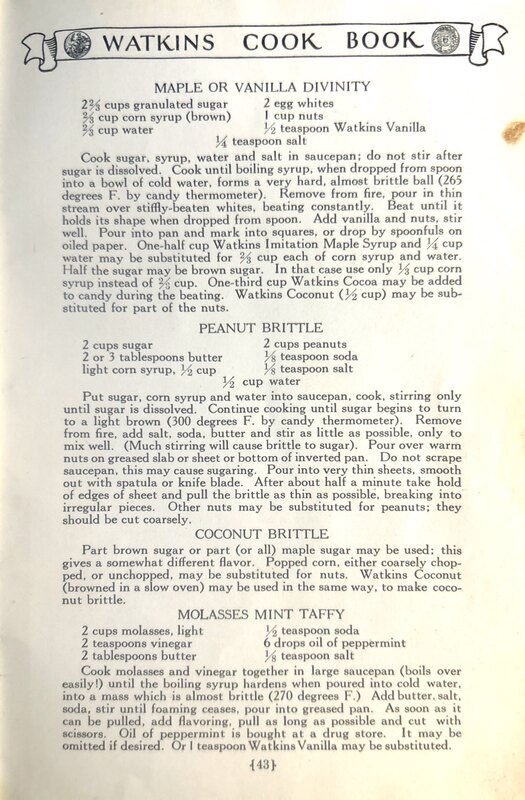 WATKINS COOK BOOK
MAPLE OR VANILLA DIVINITY
2⅔ cups granulated sugar 2 egg whites
⅔ cup corn syrup (brown) 1 cup nuts
⅔ cup water ½ teaspoon Watkins Vanilla
¼ teaspoon salt
Cook sugar, syrup, water and salt in saucepan; do not stir after
sugar is dissolved. Cook until boiling syrup, when dropped from spoon
into a bowl of cold water, forms a very hard, almost brittle ball (265
degrees F. by candy thermometer). Remove from fire, pour in thin
stream over stiffly-beaten whites, beating constantly. Beat until it
holds its shape when dropped from spoon. Add vanilla and nuts, stir
well. Pour into pan and mark into squares, or drop by spoonfuls on
oiled paper. One-half cup Watkins Imitation Maple Syrup and ¼ cup
water may be substituted for ⅔ cup each of corn syrup and water.
Half the sugar may be brown sugar. In that case use only ⅓ cup corn
syrup instead of ⅔ cup. One-third cup Watkins Cocoa may be added
to candy during the beating. Watkins Coconut (½ cup) may be sub-
stituted for part of the nuts.
PEANUT BRITTLE
2 cups sugar 2 cups peanuts
2 or 3 tablespoons butter ⅛ teaspoon soda
light corn syrup, ½ cup ⅛ teaspoon salt
½ cup water
Put sugar, corn syrup and water into saucepan, cook, stirring only
until sugar is dissolved. Continue cooking until sugar begins to turn
to a light brown (300 degrees F. by candy thermometer). Remove
from fire, add salt, soda, butter and stir as little as possible, only to
mix well. (Much stirring will cause brittle to sugar). Pour over warm
nuts on greased slab or sheet or bottom of inverted pan. Do not scrape
saucepan, this may cause sugaring. Pour into very thin sheets, smooth
out with spatula or knife blade. After about half a minute take hold
of edges of sheet and pull the brittle as thin as possible, breaking into
irregular pieces. Other nuts may be substituted for peanuts; they
should be cut coarsely.
COCONUT BRITTLE
Part brown sugar or part (or all) maple sugar may be used; this
gives a somewhat different flavor. Popped corn, either coarsely chop-
ped, or unchopped, may be substituted for nuts. Watkins Coconut
(browned in a slow oven) may be used in the same way, to make coco-
nut brittle.
MOLASSES MINT TAFFY
2 cups molasses, light ½ teaspoon soda
2 teaspoons vinegar 6 drops oil of peppermint
2 tablespoons butter ⅛ teaspoon salt
Cook molasses and vinegar together in large saucepan (boils over
easily!) until the boiling syrup hardens when poured into cold water,
into a mass which is almost brittle (270 degrees F.) Add butter, salt,
soda, stir until foaming ceases, pour into greased pan. As soon as it
can be pulled, add flavoring, pull as long as possible and cut with
scissors. Oil of peppermint is bought at a drug store. It may be
omitted if desired. Or 1 teaspoon Watkins Vanilla may be substituted.
{43}